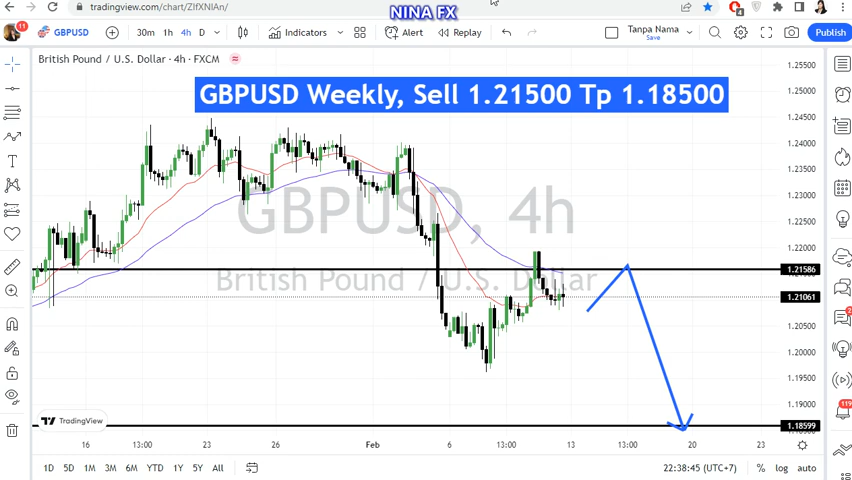 tradingview.com/chart/ZIfXNlAn/
NINA FX
11
GBPUSD
30m 1h 4h D
Indicators
Alert
Replay
Tanpa Nama
Save
Publish
British Pound / U.S. Dollar · 4h · FXCM
GBPUSD Weekly, Sell 1.21500 Tp 1.18500
GBPUSD, 4h
British Pound / U.S. Dollar
1.25500
1.25000
1.24500
1.24000
1.23500
1.23000
1.22500
1.22000
1.21586
1.21061
1.20500
1.20000
1.19500
1.19000
1.18599
TradingView
16 13:00 23 26 Feb 6 13:00 13 13:00 20 23
1D 5D 1M 3M 6M YTD 1Y 5Y All
22:38:45 (UTC+7)
% log auto
119